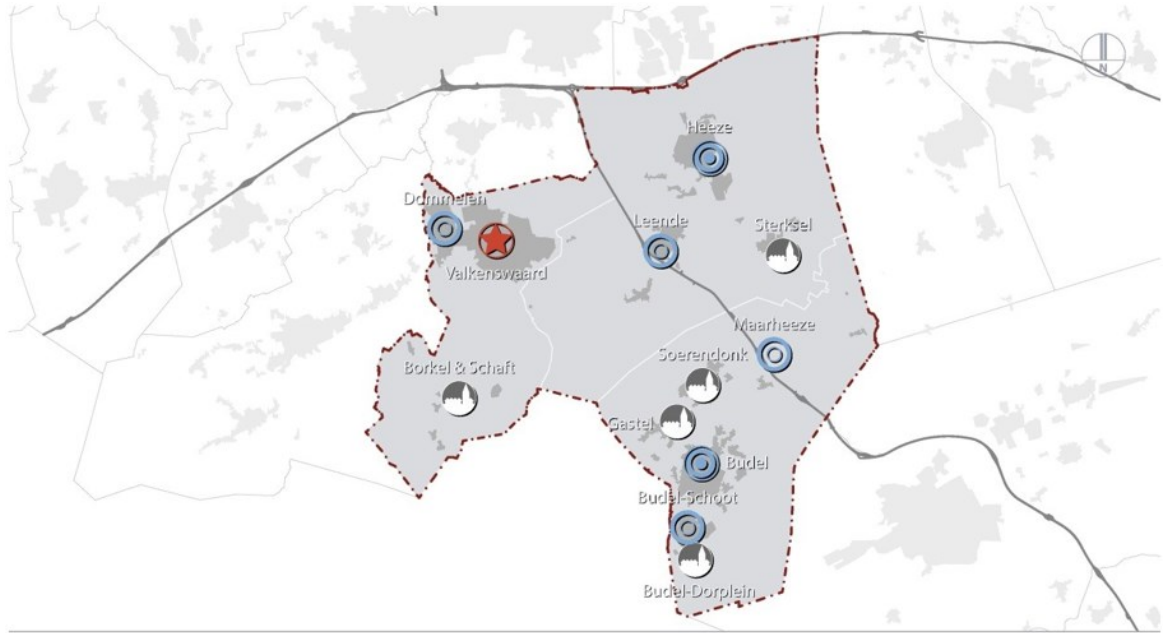 N
Heeze
Dommelen
Leende
Sterksel
Valkenswaard
Maarheeze
Soerendonk
Borkel & Schaft
Gastel
Budel
Budel-Schoot
Budel-Dorplein